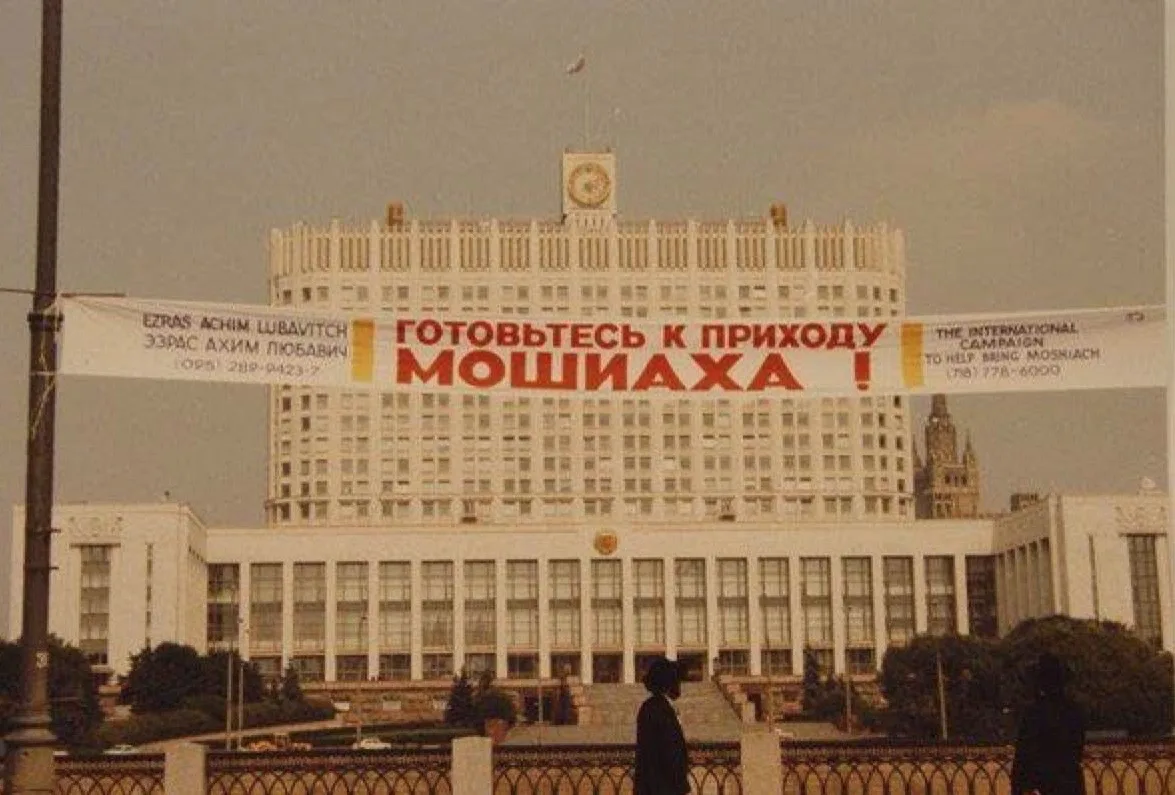 EZRAS ACHIM LUBAVITCH
ЭЗРАС АХИМ ЛЮБАВИЧ
(095) 289-9423-7
ГОТОВЬТЕСЬ К ПРИХОДУ
МОШИАХА !
THE INTERNATIONAL
CAMPAIGN
TO HELP BRING MOSHIACH
(718) 778-6000